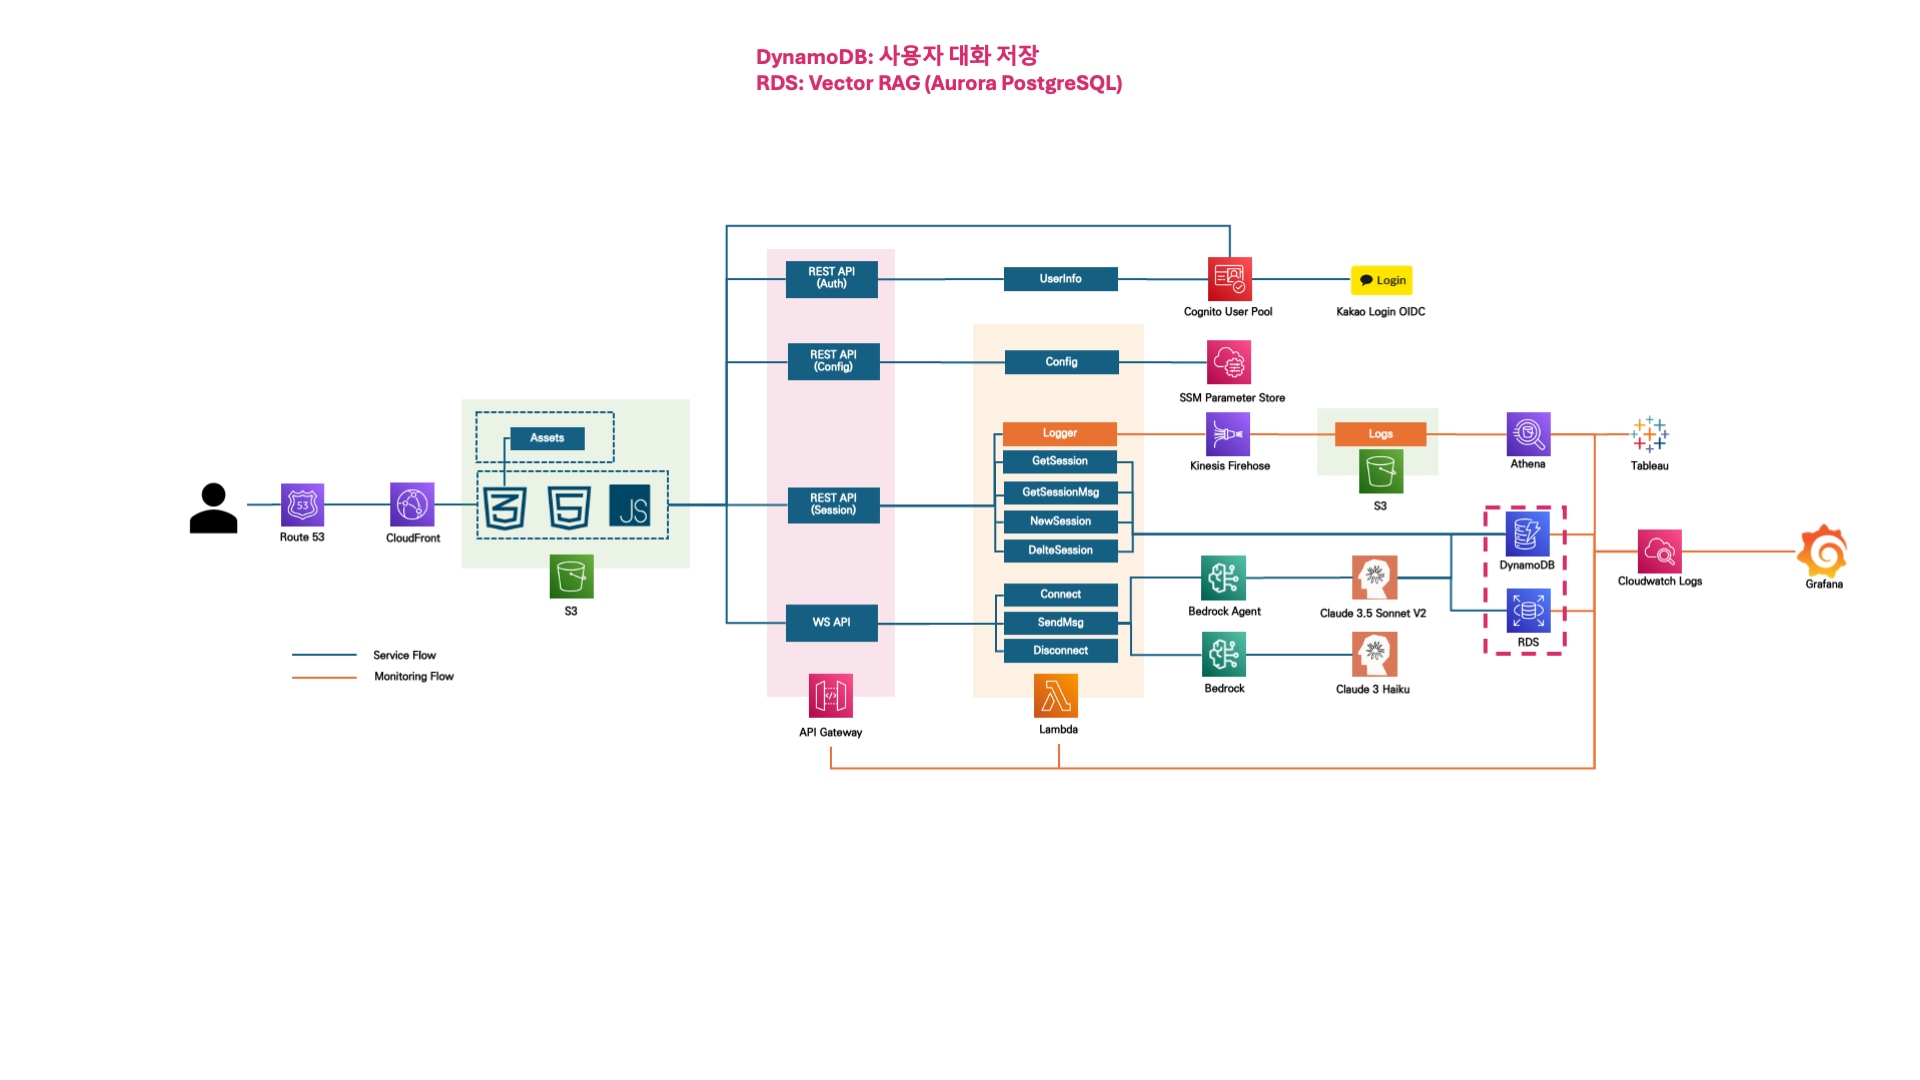 DynamoDB: 사용자 대화 저장
RDS: Vector RAG (Aurora PostgreSQL)
REST API
(Auth)
UserInfo
Cognito User Pool
Login
Kakao Login OIDC
REST API
(Config)
Config
SSM Parameter Store
Assets
3
5
JS
S3
53
Route 53
CloudFront
REST API
(Session)
Logger
GetSession
GetSessionMsg
NewSession
DelteSession
Kinesis Firehose
Logs
S3
Athena
Tableau
DynamoDB
RDS
Cloudwatch Logs
Grafana
WS API
Connect
SendMsg
Disconnect
Bedrock Agent
Claude 3.5 Sonnet V2
Bedrock
Claude 3 Haiku
API Gateway
Lambda
Service Flow
Monitoring Flow